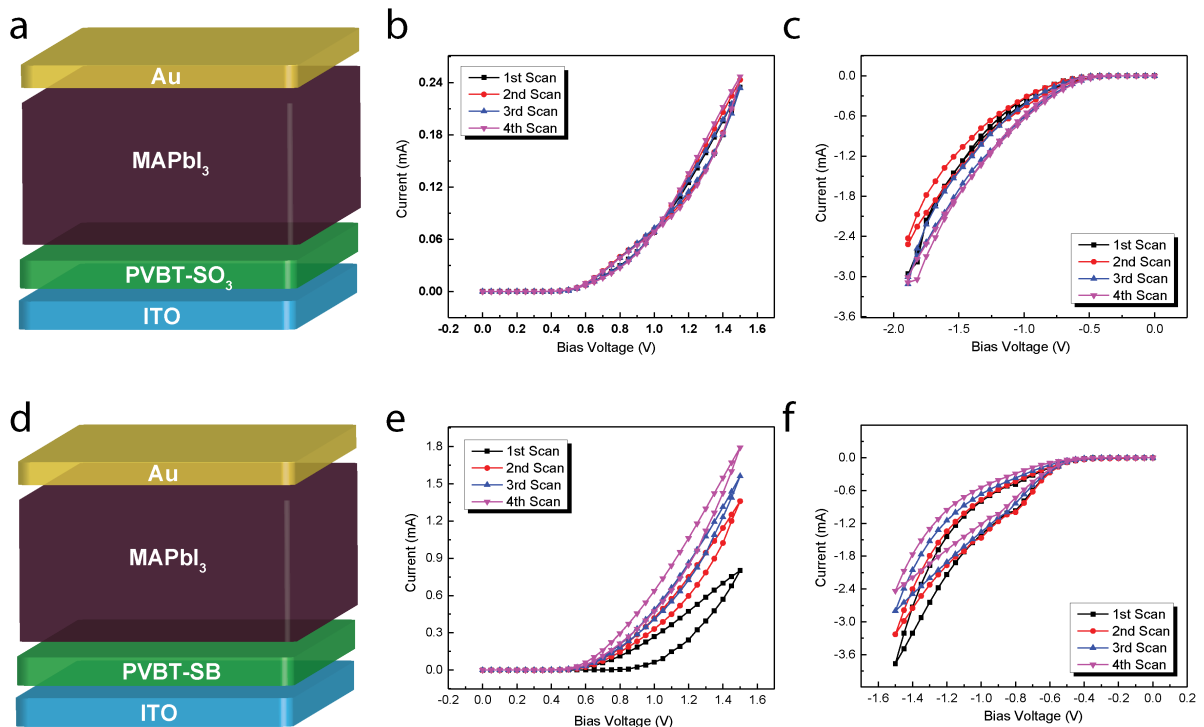 a
Au
MAPbI₃
PVBT-SO₃
ITO
b
1st Scan
2nd Scan
3rd Scan
4th Scan
0.24
0.18
0.12
0.06
0.00
Current (mA)
-0.2 0.0 0.2 0.4 0.6 0.8 1.0 1.2 1.4 1.6
Bias Voltage (V)
c
0.0
-0.6
-1.2
-1.8
-2.4
-3.0
-3.6
Current (mA)
1st Scan
2nd Scan
3rd Scan
4th Scan
-2.0 -1.5 -1.0 -0.5 0.0
Bias Voltage (V)
d
Au
MAPbI₃
PVBT-SB
ITO
e
1st Scan
2nd Scan
3rd Scan
4th Scan
1.8
1.5
1.2
0.9
0.6
0.3
0.0
Current (mA)
-0.2 0.0 0.2 0.4 0.6 0.8 1.0 1.2 1.4 1.6
Bias Voltage (V)
f
0.0
-0.6
-1.2
-1.8
-2.4
-3.0
-3.6
Current (mA)
1st Scan
2nd Scan
3rd Scan
4th Scan
-1.6 -1.4 -1.2 -1.0 -0.8 -0.6 -0.4 -0.2 0.0 0.2
Bias Voltage (V)